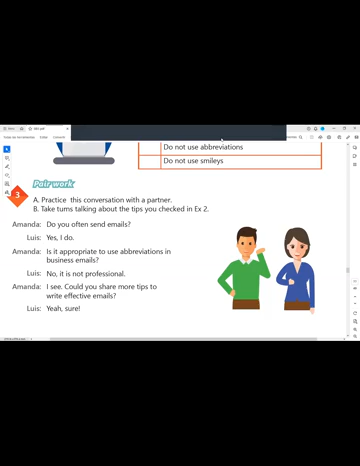 Do not use abbreviations
Do not use smileys
Pair work
3
A. Practice this conversation with a partner.
B. Take turns talking about the tips you checked in Ex 2.
Amanda: Do you often send emails?
Luis: Yes, I do.
Amanda: Is it appropriate to use abbreviations in
business emails?
Luis: No, it is not professional.
Amanda: I see. Could you share more tips to
write effective emails?
Luis: Yeah, sure!